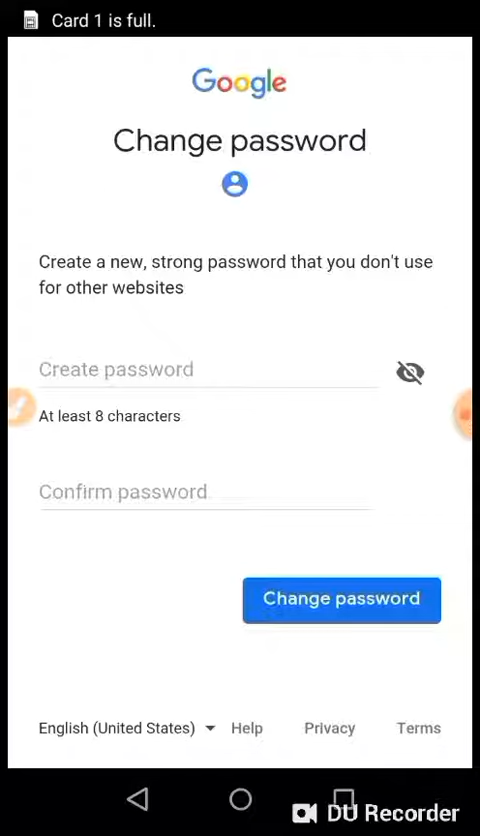 Card 1 is full.
Google
Change password
Create a new, strong password that you don't use
for other websites
Create password
At least 8 characters
Confirm password
Change password
English (United States) Help Privacy Terms
DU Recorder